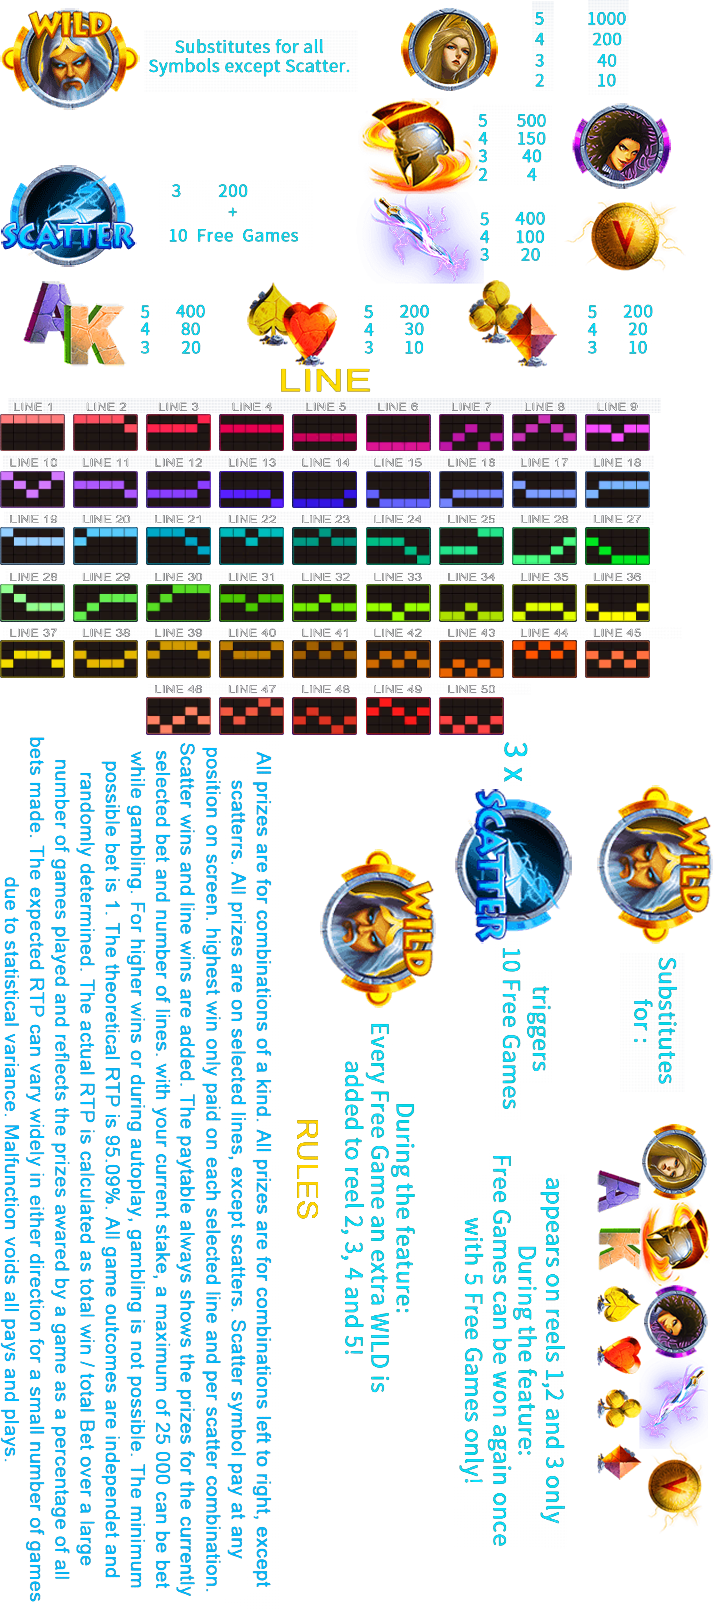 WILD
Substitutes for all
Symbols except Scatter.
5 1000
4 200
3 40
2 10
5 500
4 150
3 40
2 4
SCATTER
3 200
+
10 Free Games
5 400
4 100
3 20
V
A K
5 400
4 80
3 20
5 200
4 30
3 10
5 200
4 20
3 10
LINE
LINE 1 LINE 2 LINE 3 LINE 4 LINE 5 LINE 6 LINE 7 LINE 8 LINE 9
LINE 10 LINE 11 LINE 12 LINE 13 LINE 14 LINE 15 LINE 16 LINE 17 LINE 18
LINE 19 LINE 20 LINE 21 LINE 22 LINE 23 LINE 24 LINE 25 LINE 26 LINE 27
LINE 28 LINE 29 LINE 30 LINE 31 LINE 32 LINE 33 LINE 34 LINE 35 LINE 36
LINE 37 LINE 38 LINE 39 LINE 40 LINE 41 LINE 42 LINE 43 LINE 44 LINE 45
LINE 46 LINE 47 LINE 48 LINE 49 LINE 50
WILD
Substitutes
for :
A K
V
3 x
SCATTER
triggers
10 Free Games
appears on reels 1,2 and 3 only
During the feature:
Free Games can be won again once
with 5 Free Games only!
WILD
During the feature:
Every Free Game an extra WILD is
added to reel 2, 3, 4 and 5!
RULES
All prizes are for combinations of a kind. All prizes are for combinations left to right, except
scatterrs. All prizes are on selected lines, except scatters. Scatter symbol pay at any
position on screen. highest win only paid on each selected line and per scatter combination.
Scatter wins and line wins are added. The paytable always shows the prizes for the currently
selected bet and number of lines. with your current stake, a maximum of 25 000 can be bet
while gambling. For higher wins or during autoplay, gambling is not possible. The minimum
possible bet is 1. The theoretical RTP is 95.09%. All game outcomes are independet and
randomly determined. The actual RTP is calculated as total win / total Bet over a large
number of games played and reflects the prizes awared by a game as a percentage of all
bets made. The expected RTP can vary widely in either direction for a small number of games
due to statistical variance. Malfunction voids all pays and plays.